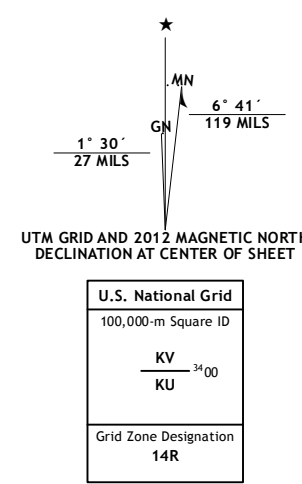 ★
MN
GN
6° 41´
119 MILS
1° 30´
27 MILS
UTM GRID AND 2012 MAGNETIC NORTH
DECLINATION AT CENTER OF SHEET
U.S. National Grid
100,000-m Square ID
KV
3400
KU
Grid Zone Designation
14R